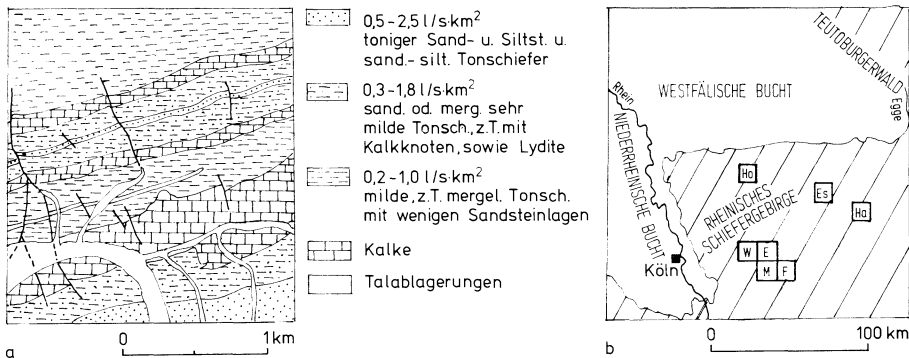 0,5-2,5 l/s·km²
toniger Sand- u. Siltst. u.
sand.- silt. Tonschiefer
0,3-1,8 l/s·km²
sand. od. merg. sehr
milde Tonsch., z.T. mit
Kalkknoten, sowie Lydite
0,2-1,0 l/s·km²
milde, z.T. mergel. Tonsch.
mit wenigen Sandsteinlagen
Kalke
Talablagerungen
a
0 1 km
TEUTOBURGERWALD
Egge
WESTFÄLISCHE BUCHT
Rhein
NIEDERRHEINISCHE BUCHT
RHEINISCHES
SCHIEFERGEBIRGE
Ho
Es
Ha
W E
M F
Köln
b
0 100 km